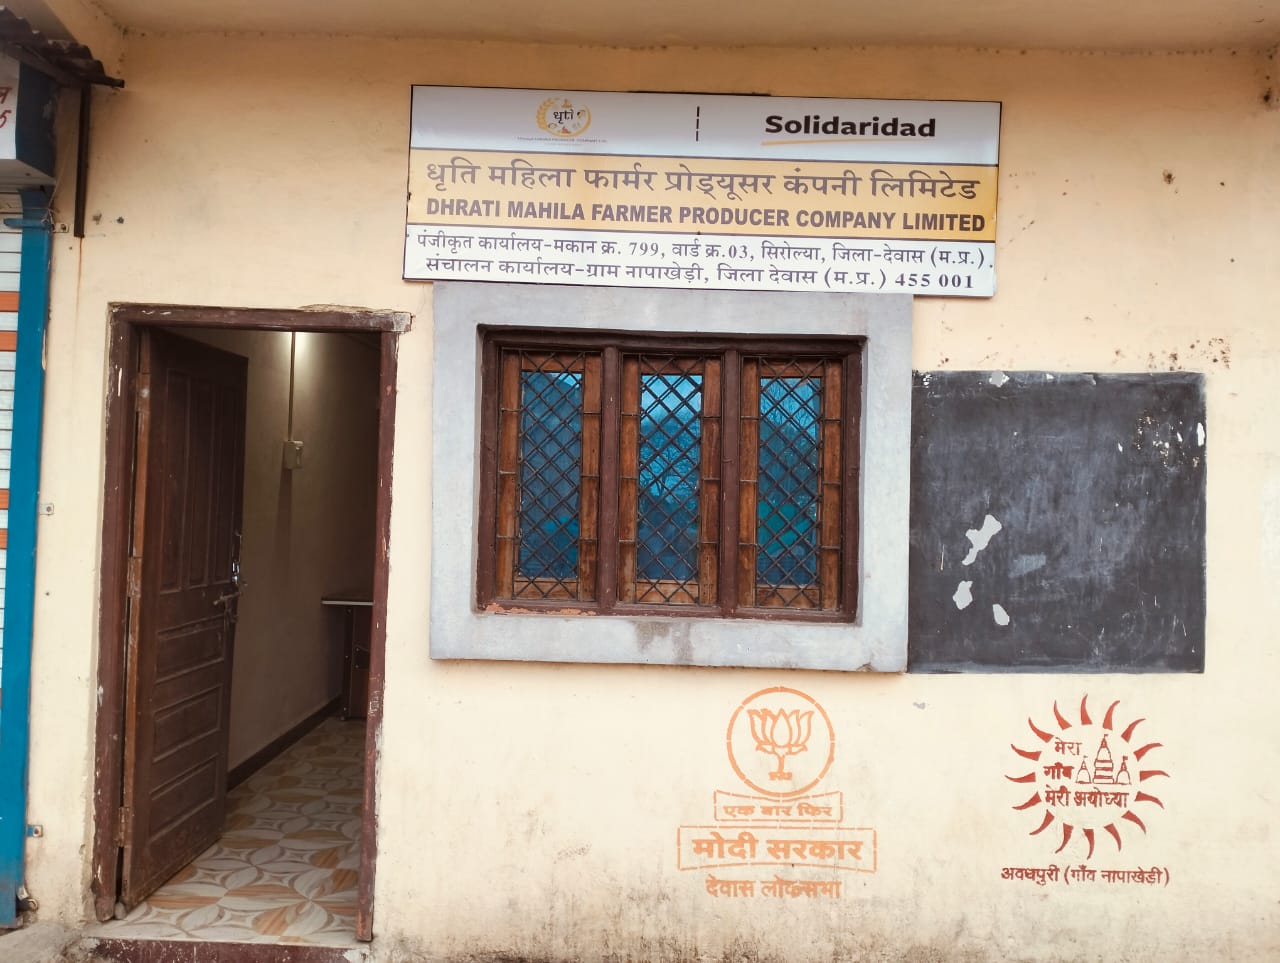 धृति
Solidaridad
धृति महिला फार्मर प्रोड्यूसर कंपनी लिमिटेड
DHRATI MAHILA FARMER PRODUCER COMPANY LIMITED
पंजीकृत कार्यालय-मकान क्र. 799, वार्ड क्र.03, सिरोल्या, जिला-देवास (म.प्र.)
संचालन कार्यालय-ग्राम नापाखेड़ी, जिला देवास (म.प्र.) 455 001
एक बार फिर
मोदी सरकार
देवास लोकसभा
मेरा
गाँव
मेरी अयोध्या
अवधपुरी (गाँव नापाखेड़ी)